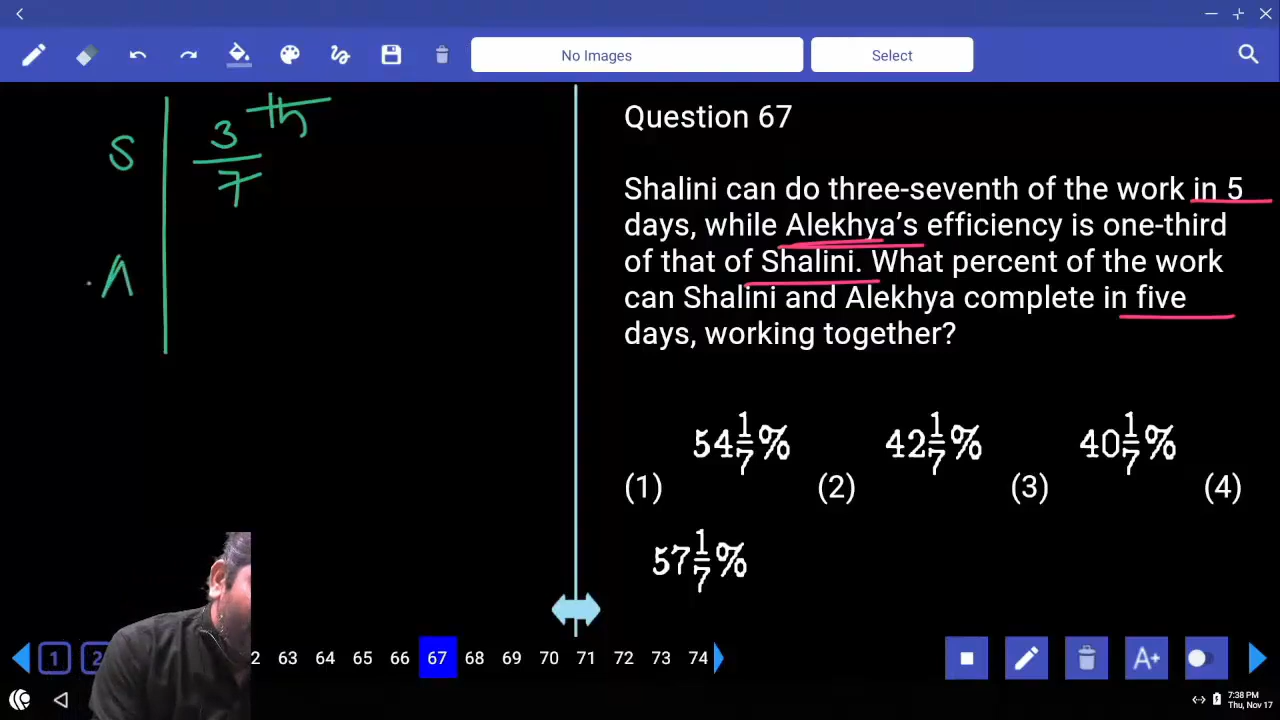 No Images
Select
S
3 th
7
A
Question 67
Shalini can do three-seventh of the work in 5
days, while Alekhya’s efficiency is one-third
of that of Shalini. What percent of the work
can Shalini and Alekhya complete in five
days, working together?
(1) 54 1/7% (2) 42 1/7% (3) 40 1/7% (4)
57 1/7%
1 2 2 63 64 65 66 67 68 69 70 71 72 73 74
A+
7:38 PM
Thu, Nov 17